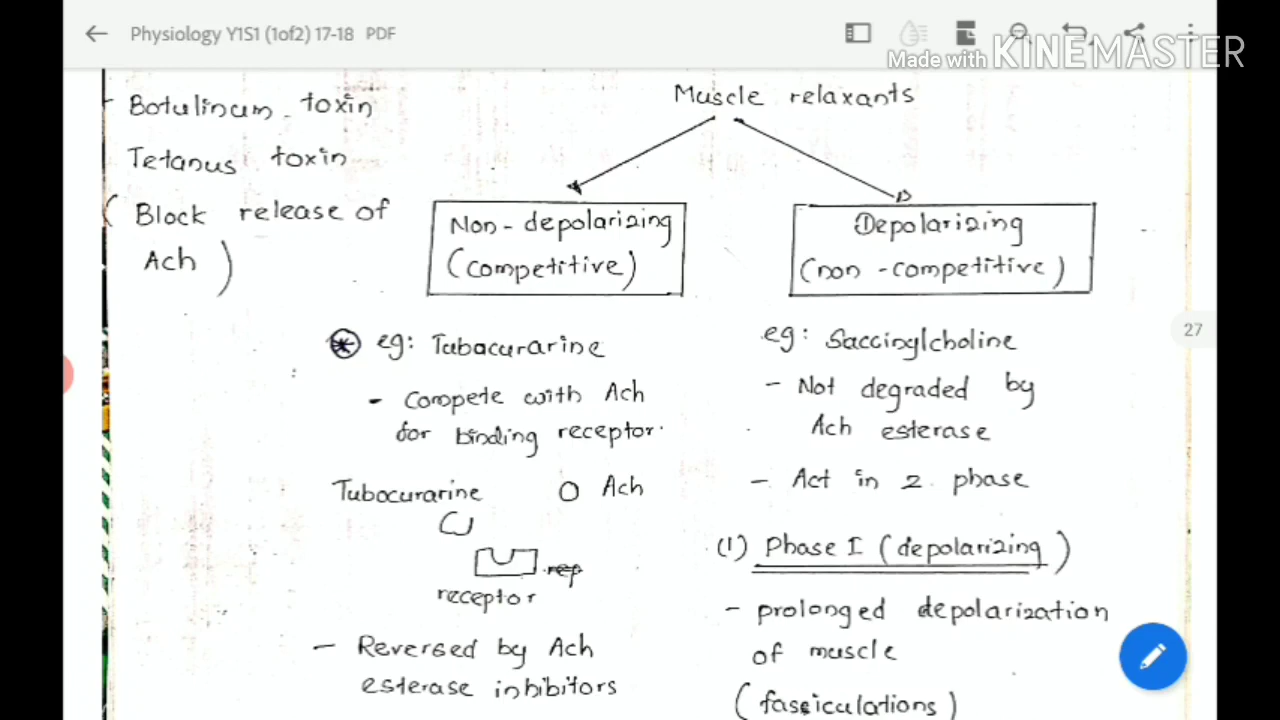 Physiology Y1S1 (1of2) 17-18 PDF
Made with KINEMASTER
- Botulinum toxin
Tetanus toxin
(Block release of
Ach)
Muscle relaxants
Non-depolarizing
(competitive)
eg: Tubocurarine
- Compete with Ach
for binding receptor.
Tubocurarine O Ach
rep
receptor
- Reversed by Ach
esterase inhibitors
Depolarizing
(non-competitive)
eg: Succinylcholine
- Not degraded by
Ach esterase
- Act in 2 phase
(1) Phase I (depolarizing)
- prolonged depolarization
of muscle
(fasciculations)
27